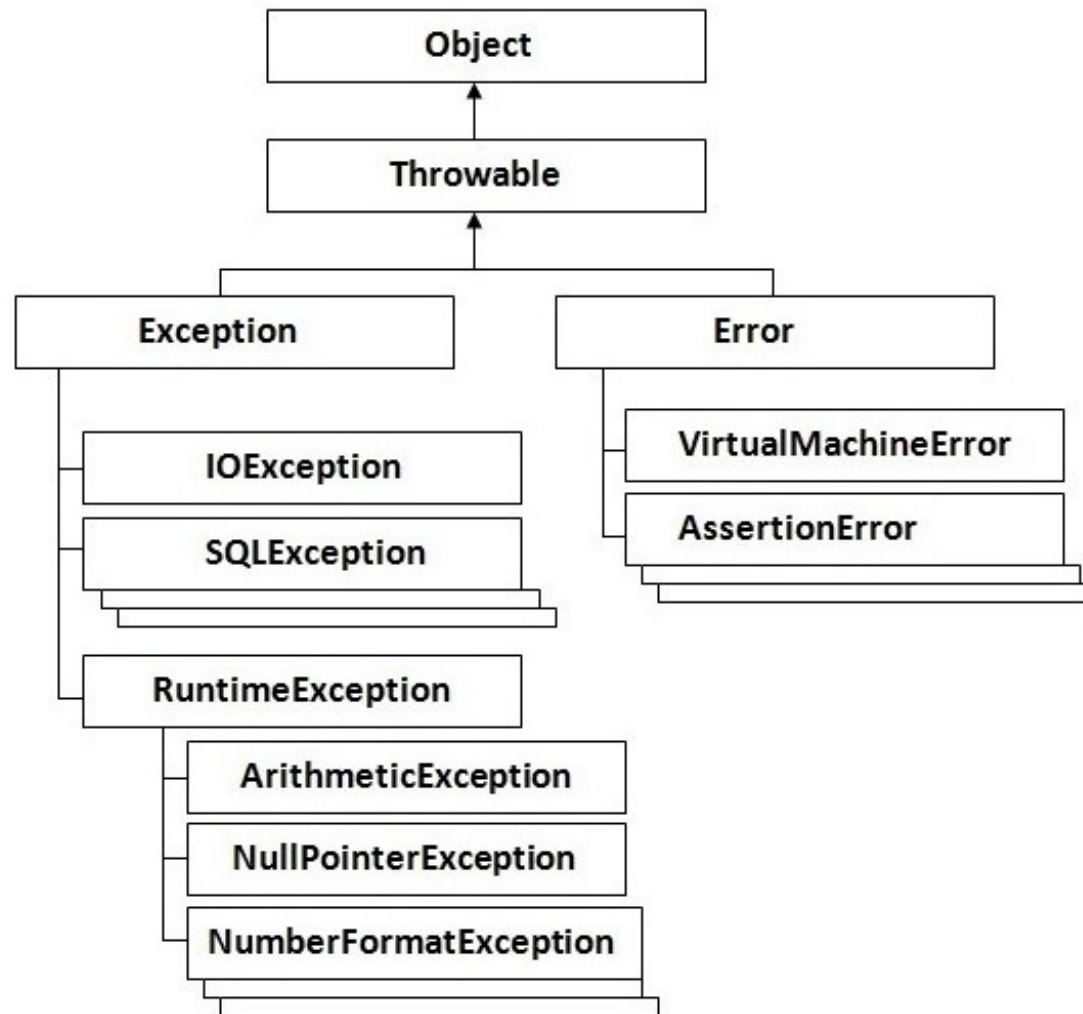 Object
Throwable
Exception
Error
IOException
VirtualMachineError
SQLException
AssertionError
RuntimeException
ArithmeticException
NullPointerException
NumberFormatException